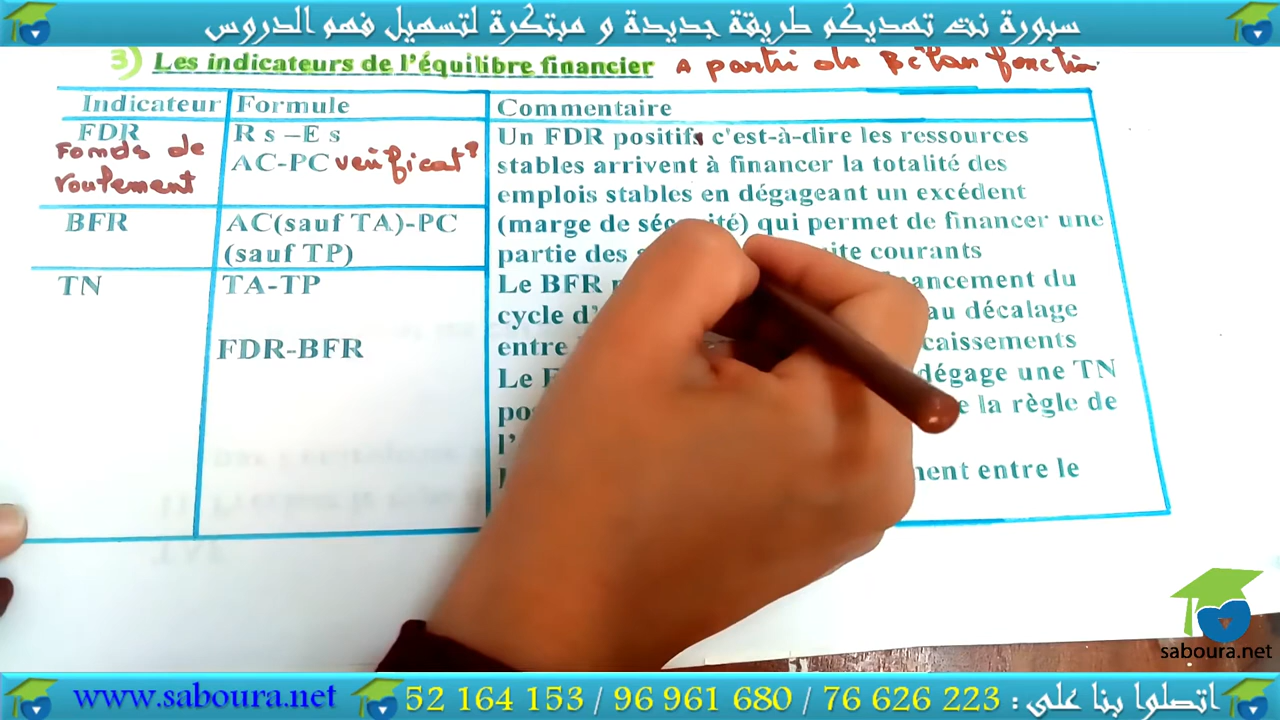 سبورة نت تهديكم طريقة جديدة و مبتكرة لتسهيل فهم الدروس
3) Les indicateurs de l'équilibre financier A partir du Bilan fonction
Indicateur Formule Commentaire
FDR
Fonds de
roulement
R s –E s
AC-PC verificat°
Un FDR positifs c'est-à-dire les ressources
stables arrivent à financer la totalité des
emplois stables en dégageant un excédent
(marge de sécurité) qui permet de financer une
partie des courants
BFR
AC(sauf TA)-PC
(sauf TP)
TN
TA-TP
FDR-BFR
Le BFR ancement du
cycle d' au décalage
entre caissements
Le dégage une TN
pos e la règle de
l'
ment entre le
saboura.net
www.saboura.net 52 164 153 / 96 961 680 / 76 626 223 اتصلوا بنا على :